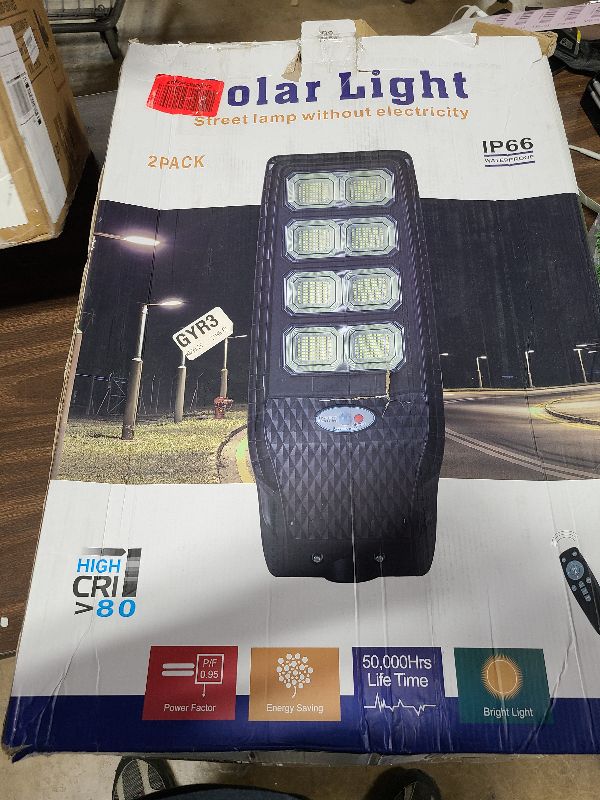 olar Light
Street lamp without electricity
2PACK
IP66
WATERPROOF
GYR3
HIGH
CRI
>80
P/F
0.95
Power Factor
Energy Saving
50,000Hrs
Life Time
Bright Light